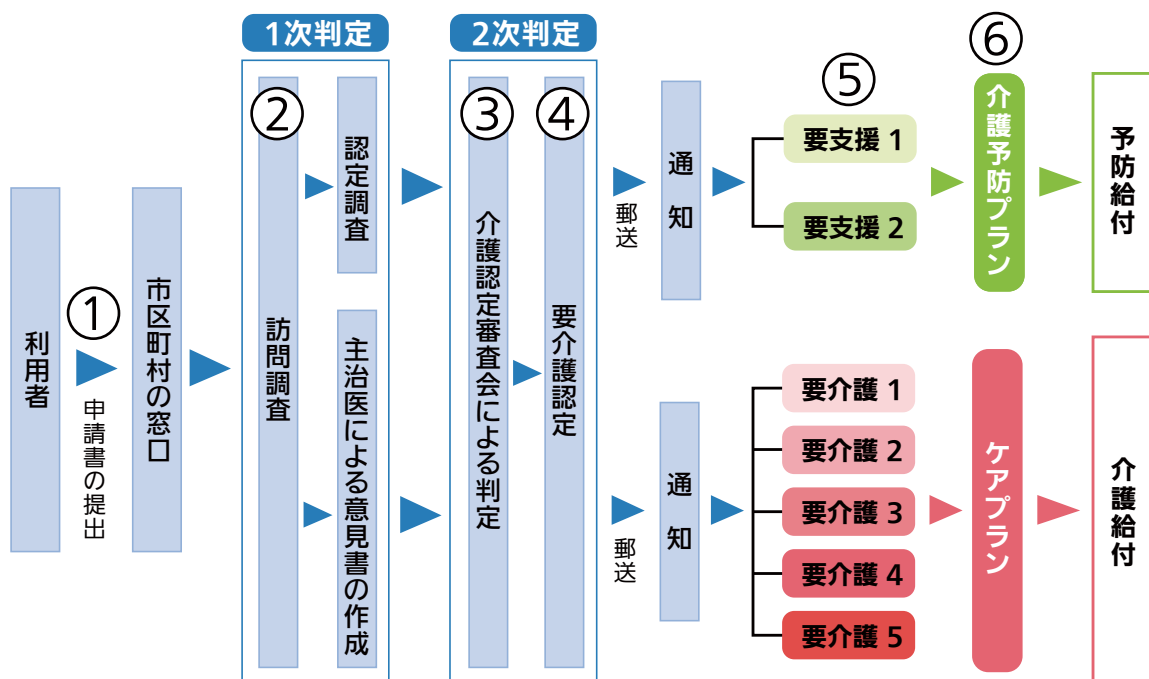 1次判定
2次判定
利用者
①
申請書の提出
市区町村の窓口
②
訪問調査
認定調査
主治医による意見書の作成
③
介護認定審査会による判定
④
要介護認定
郵送
通知
⑤
要支援 1
要支援 2
⑥
介護予防プラン
予防給付
郵送
通知
要介護 1
要介護 2
要介護 3
要介護 4
要介護 5
ケアプラン
介護給付